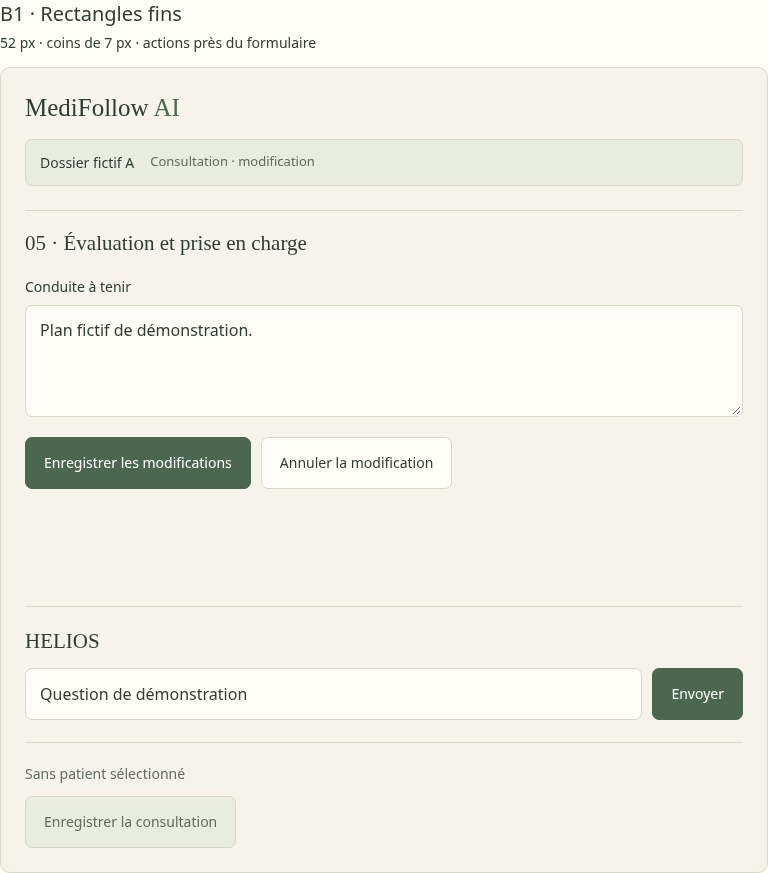 B1 · Rectangles fins
52 px · coins de 7 px · actions près du formulaire
MediFollow AI
Dossier fictif A Consultation · modification
05 · Évaluation et prise en charge
Conduite à tenir
Plan fictif de démonstration.
Enregistrer les modifications Annuler la modification
HELIOS
Question de démonstration Envoyer
Sans patient sélectionné
Enregistrer la consultation